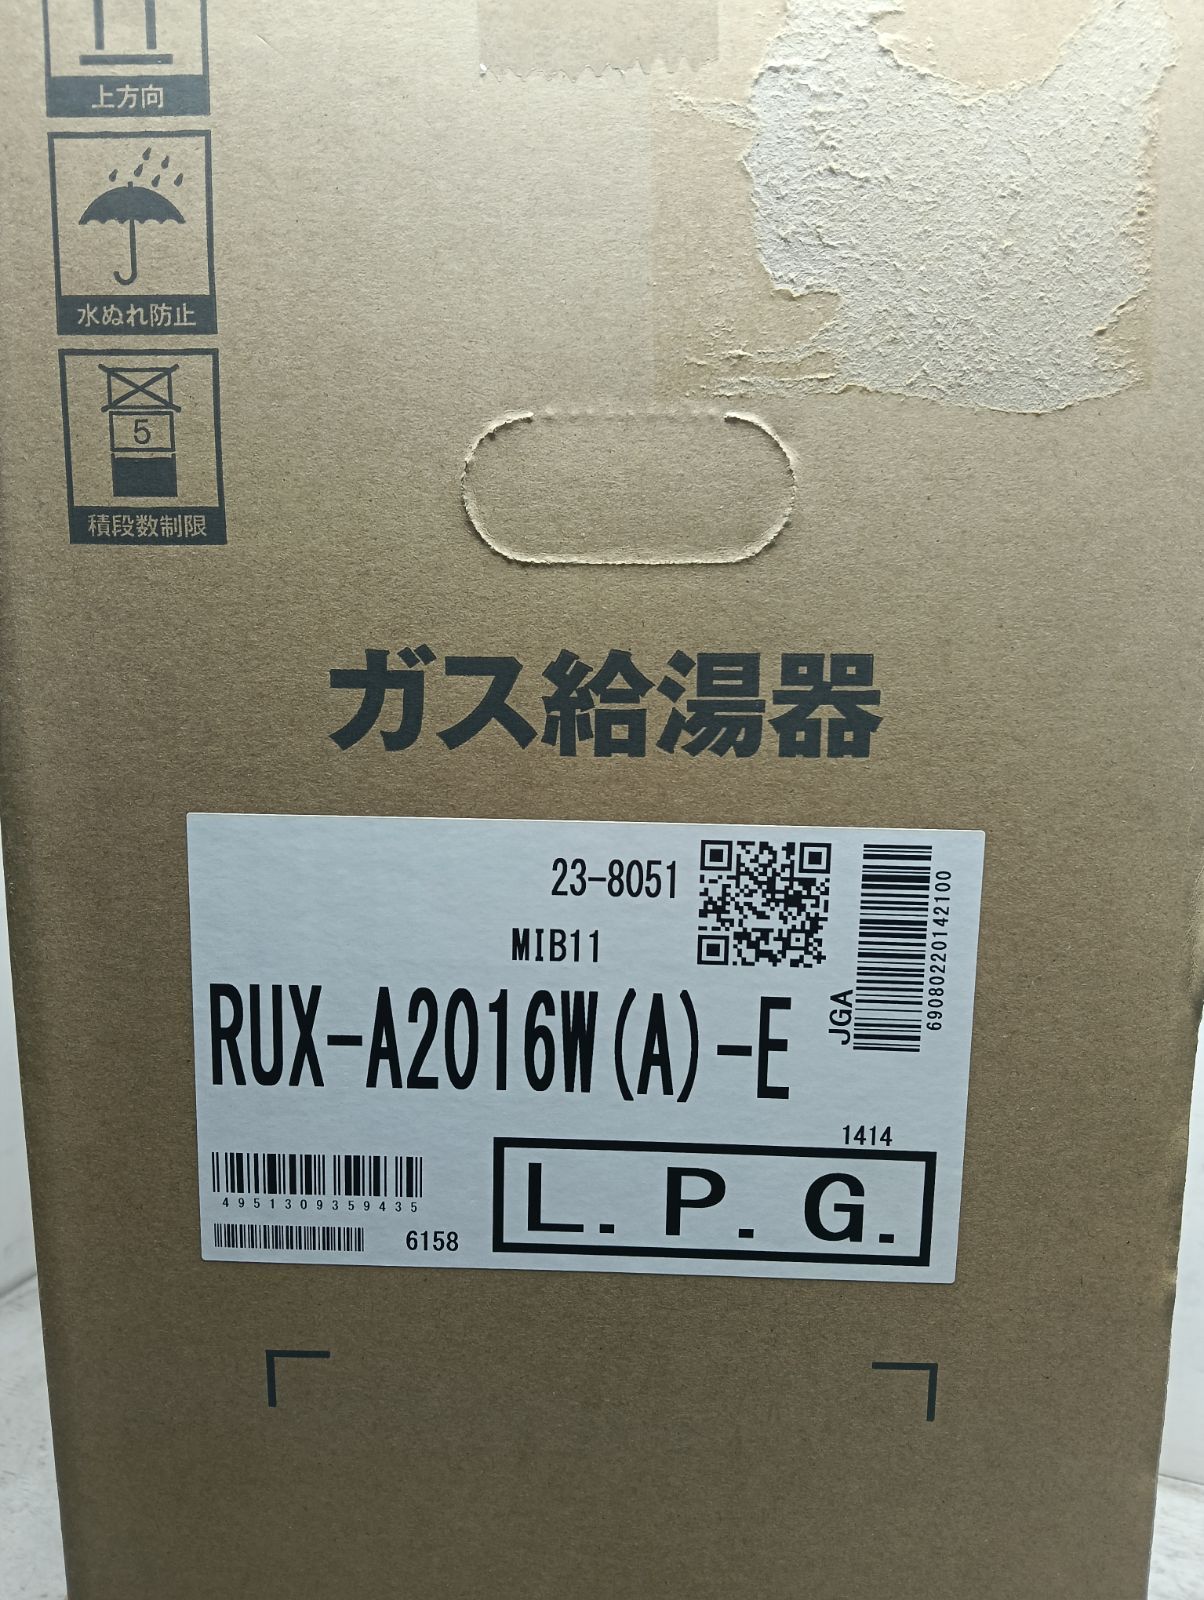 上方向
水ぬれ防止
5
積段数制限
ガス給湯器
23-8051
MIB11
RUX-A2016W(A)-E
JGA
69080220142100
1414
L.P.G.
4951309359435
6158